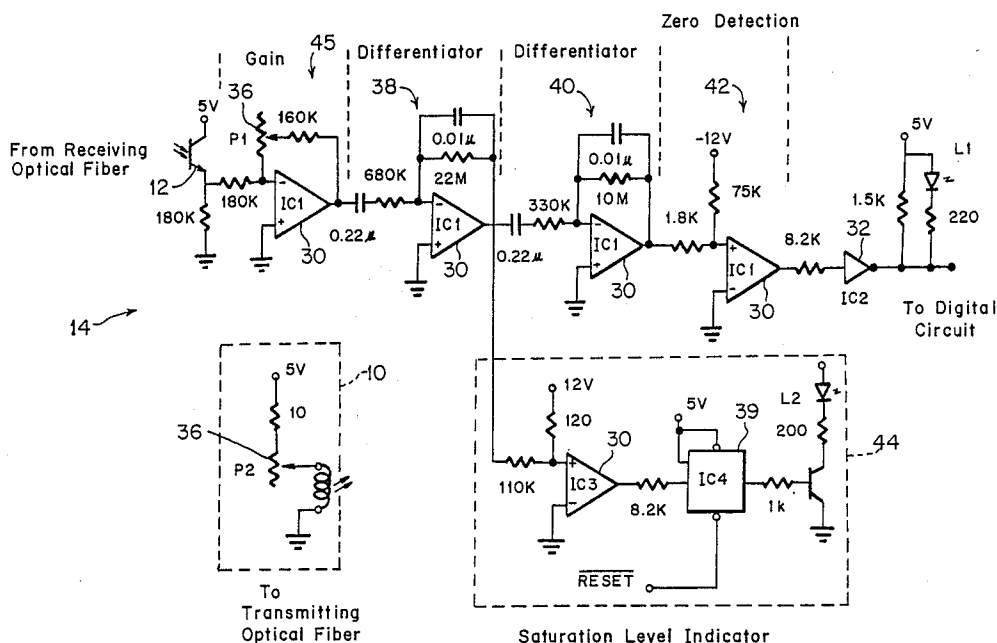 Zero Detection
Gain
45
Differentiator
Differentiator
36
38
40
42
5V
P1
160K
0.01μ
0.01μ
-12V
5V
L1
From Receiving
Optical Fiber
12
680K
22M
330K
10M
75K
1.5K
220
180K
180K
IC1
30
0.22μ
IC1
30
0.22μ
IC1
30
1.8K
IC1
30
8.2K
32
IC2
To Digital
Circuit
14
10
5V
10
36
P2
To
Transmitting
Optical Fiber
12V
120
110K
30
IC3
8.2K
5V
39
IC4
1k
L2
200
44
RESET
Saturation Level Indicator